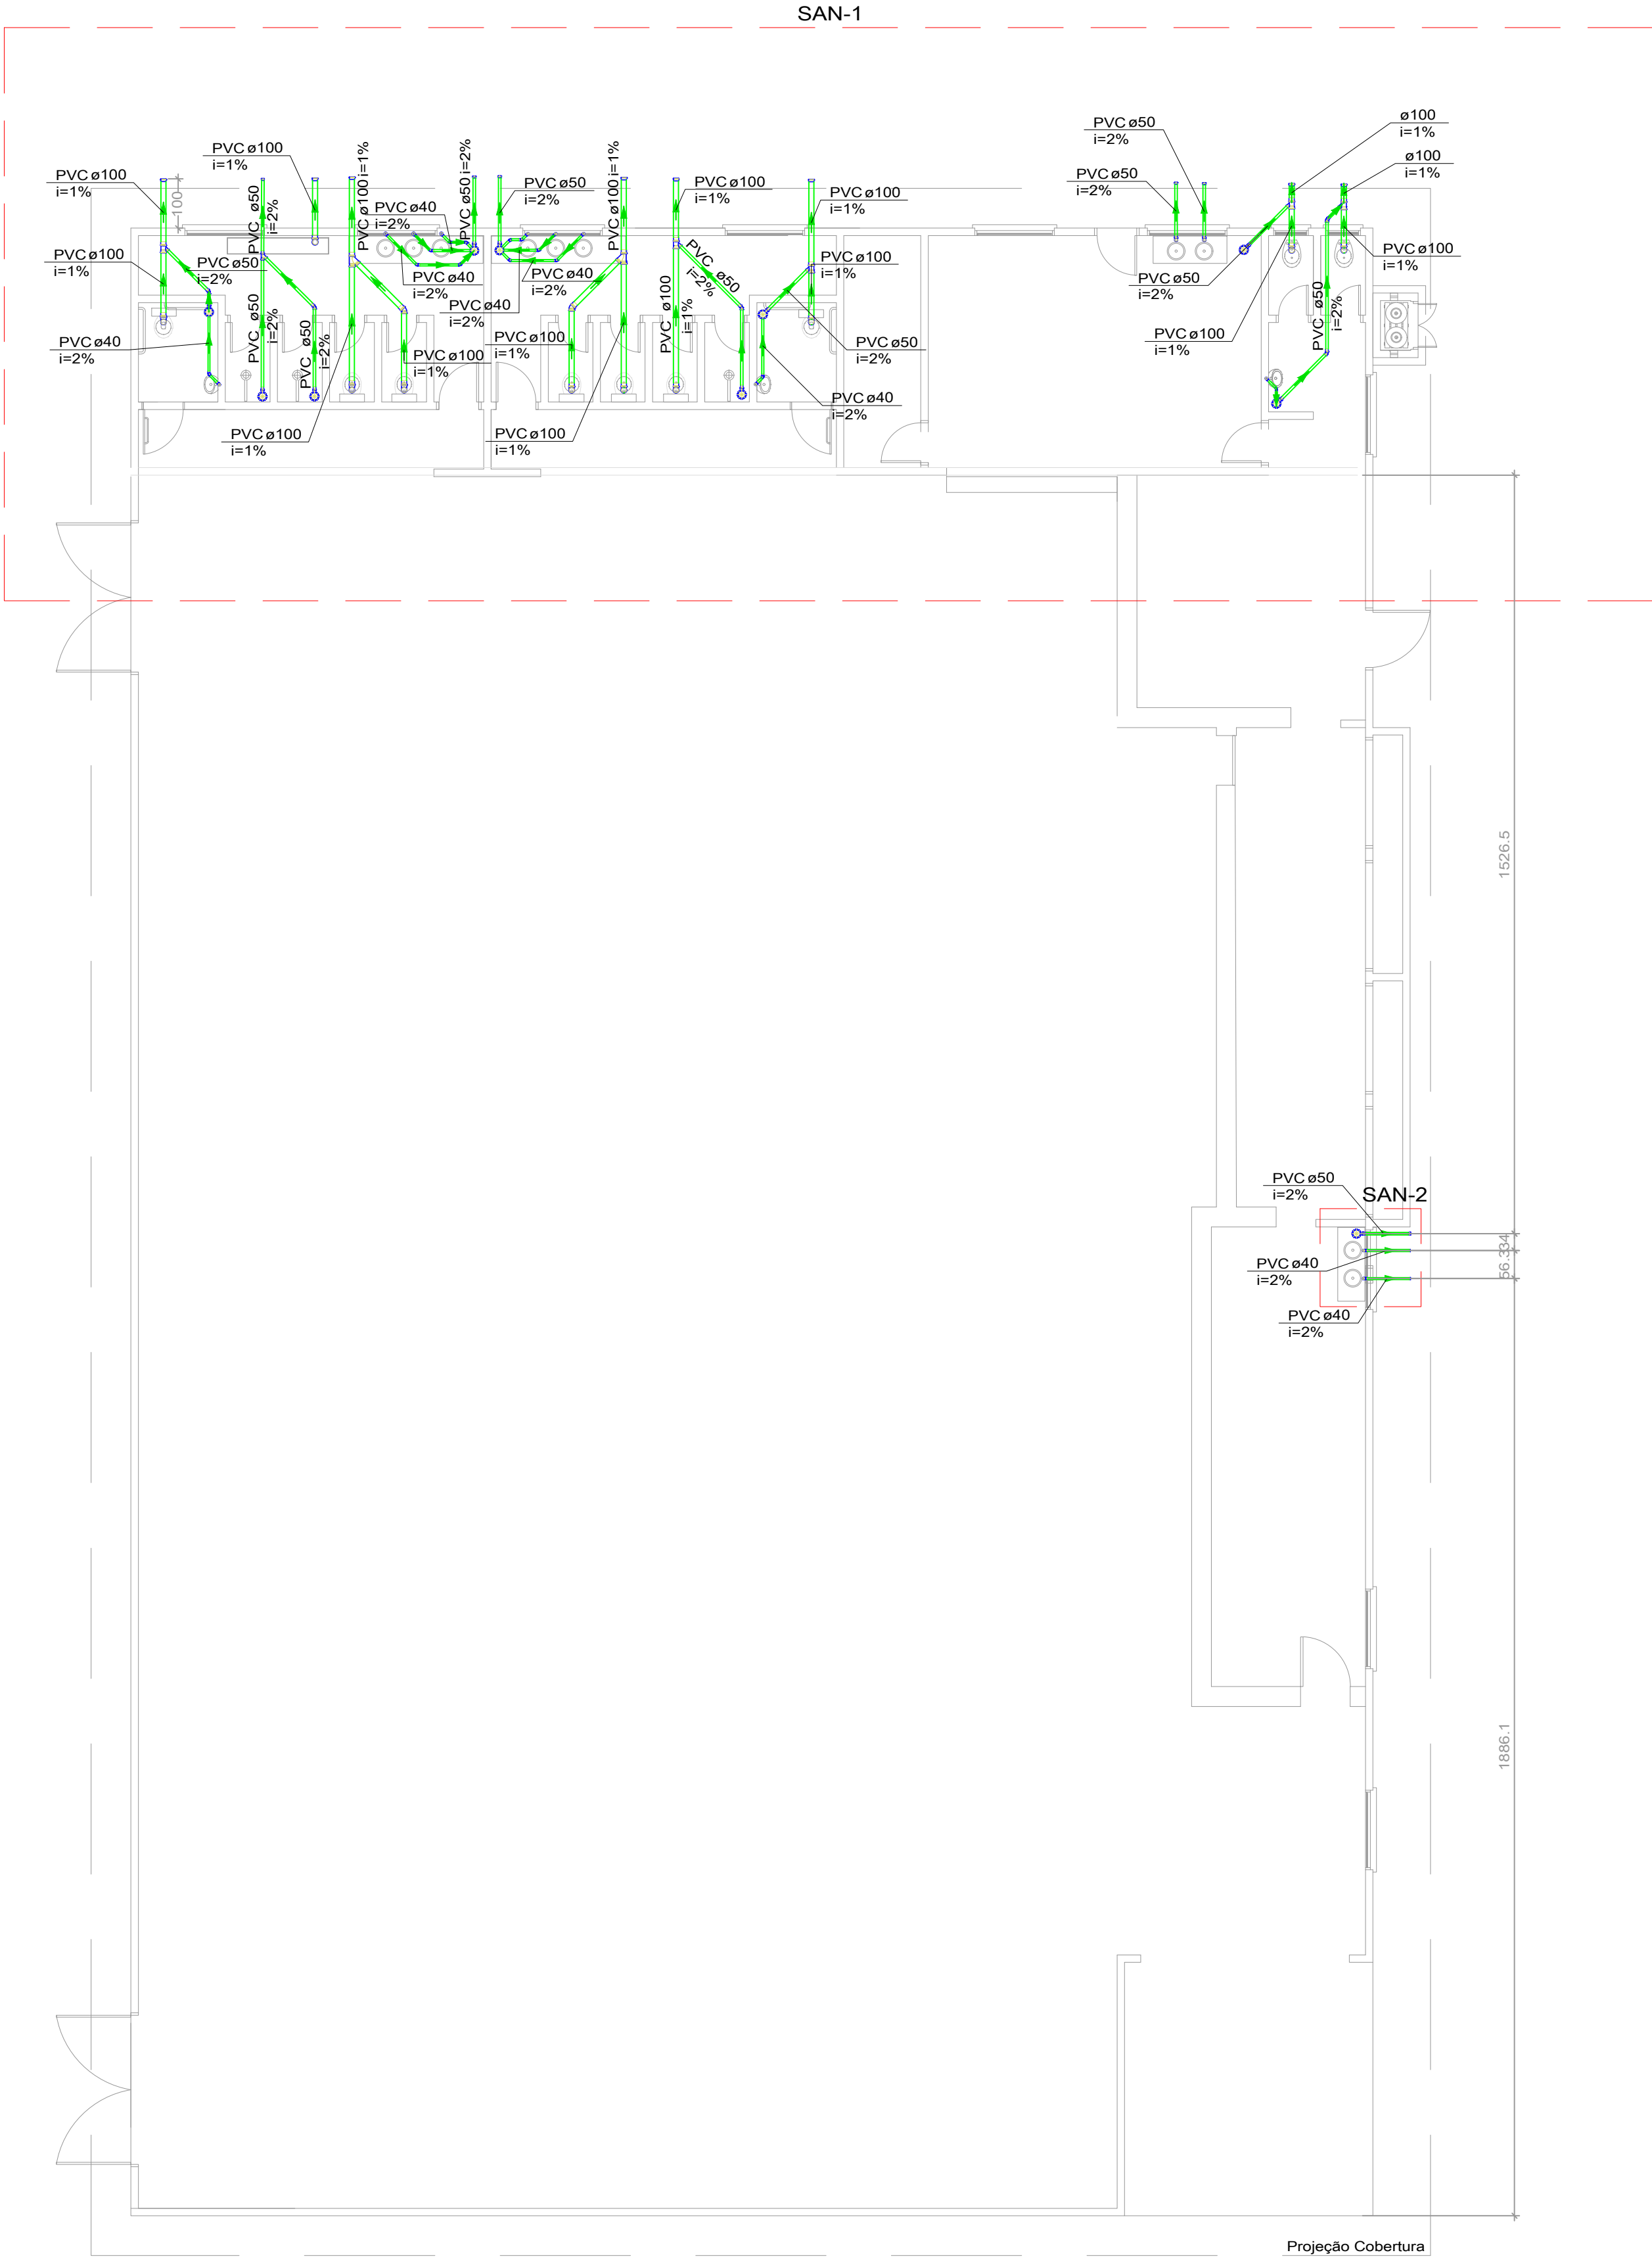 SAN-1
ø100
i=1%
PVC ø50
i=2%
PVC ø100
i=1%
PVC ø100 i=1%
PVC ø50 i=2%
PVC ø100 i=1%
ø100
i=1%
PVC ø100
i=1%
100
PVC ø50
i=2%
PVC ø40
i=2%
PVC ø50
i=2%
PVC ø100
i=1%
PVC ø100
i=1%
PVC ø50
i=2%
PVC ø100
i=1%
PVC ø50
i=2%
PVC ø40
i=2%
PVC ø40
i=2%
PVC ø50
i=2%
PVC ø100
i=1%
PVC ø100
i=1%
PVC ø50
i=2%
PVC ø40
i=2%
PVC ø50
i=2%
PVC ø50
i=2%
PVC ø40
i=2%
PVC ø100
i=1%
PVC ø100
i=1%
PVC ø100
i=1%
PVC ø50
i=2%
PVC ø100
i=1%
PVC ø50
i=2%
PVC ø40
i=2%
PVC ø100
i=1%
PVC ø100
i=1%
1526.5
PVC ø50
i=2%
SAN-2
56.334
PVC ø40
i=2%
PVC ø40
i=2%
1886.1
Projeção Cobertura